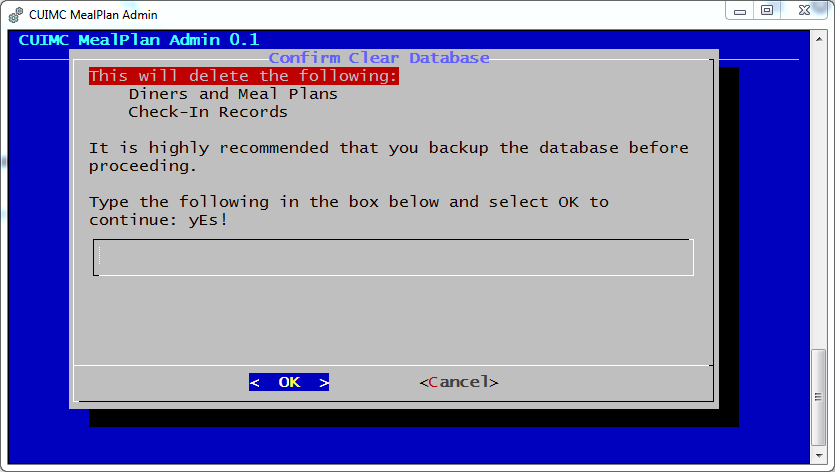 CUIMC MealPlan Admin
CUIMC MealPlan Admin 0.1
Confirm Clear Database
This will delete the following:
Diners and Meal Plans
Check-In Records
It is highly recommended that you backup the database before
proceeding.
Type the following in the box below and select OK to
continue: yEs!
< OK > <Cancel>